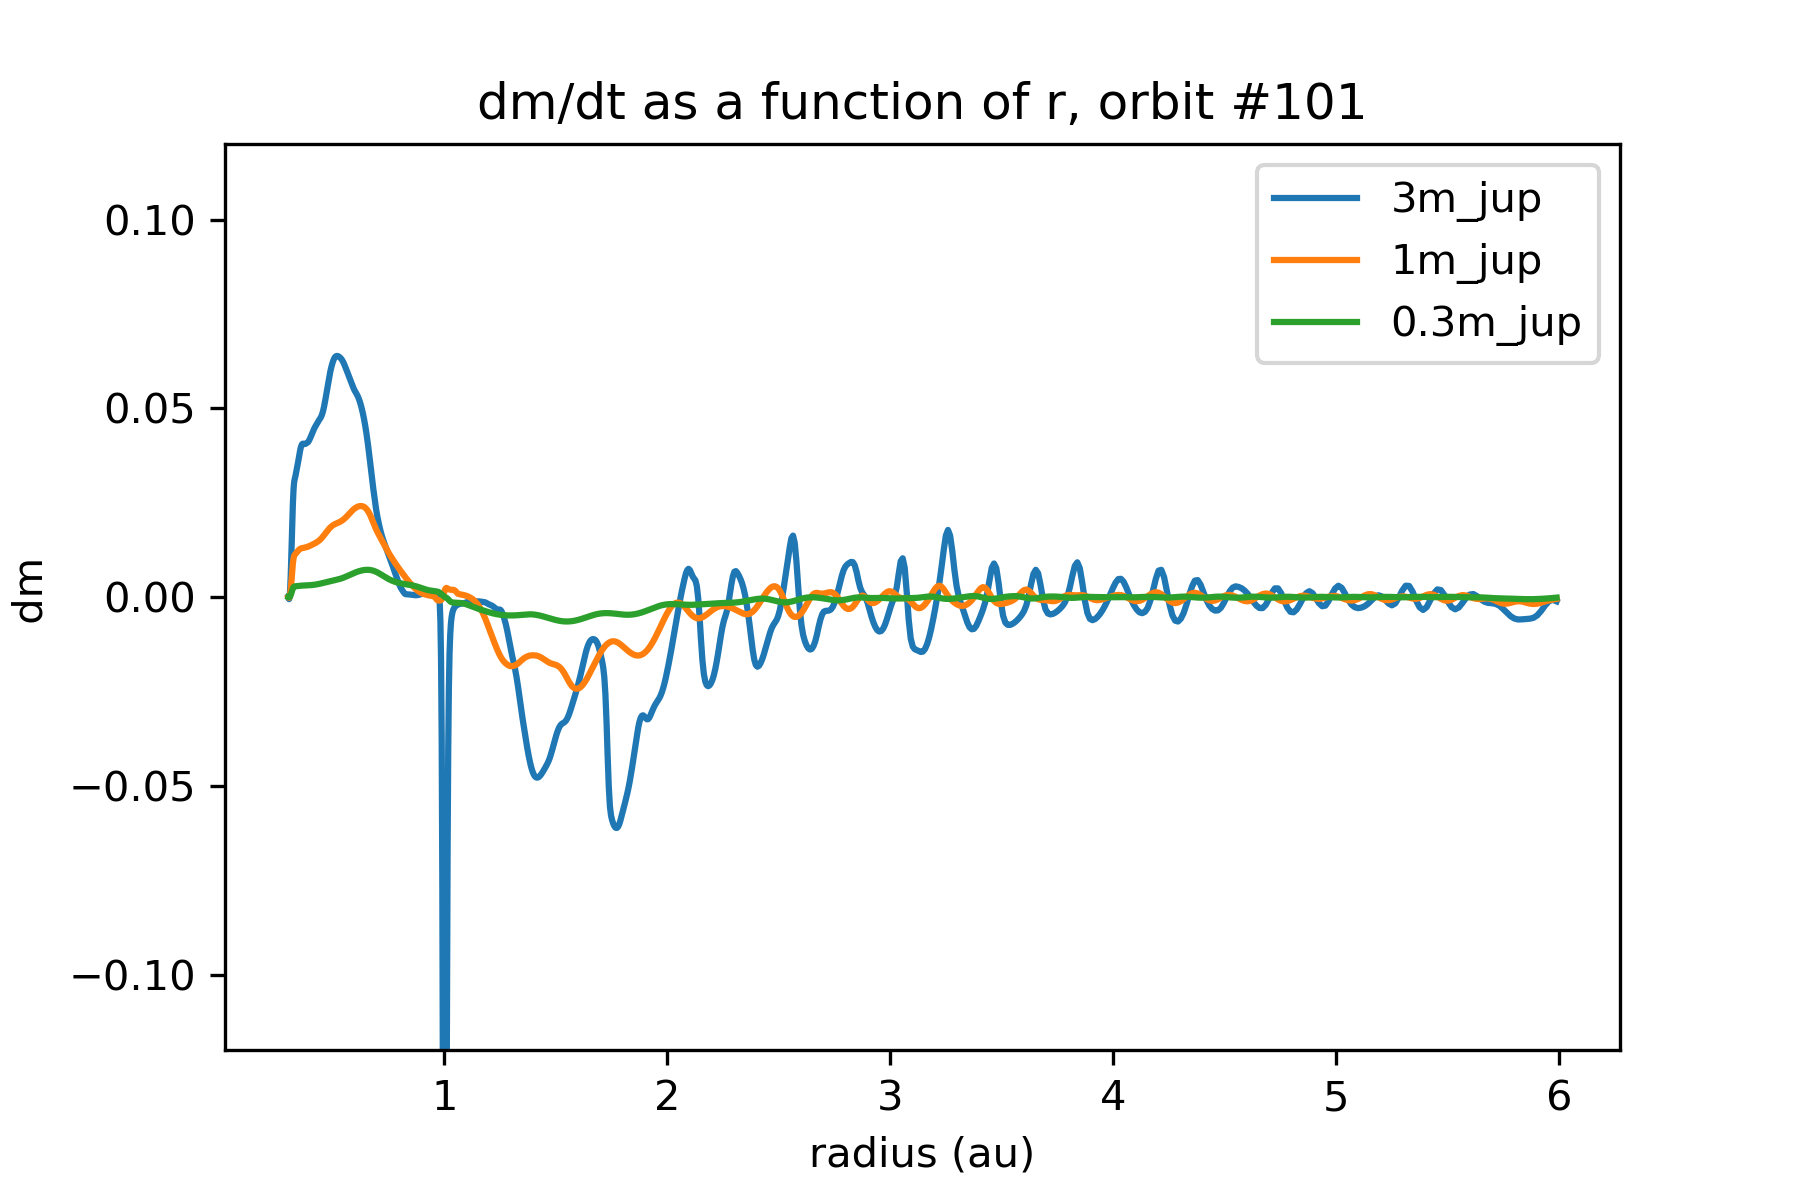 dm/dt as a function of r, orbit #101
3m_jup
1m_jup
0.3m_jup
dm
0.10
0.05
0.00
−0.05
−0.10
1 2 3 4 5 6
radius (au)